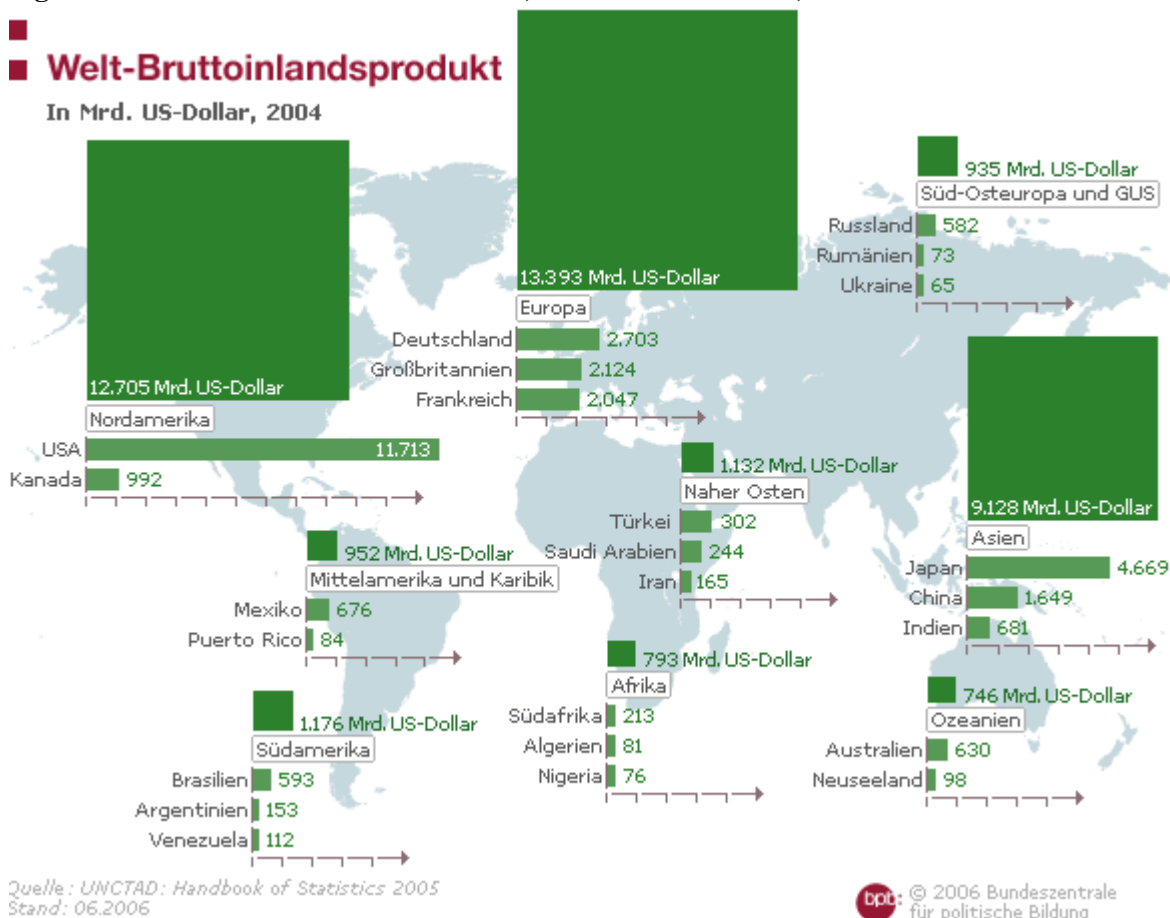 Welt-Bruttoinlandsprodukt
In Mrd. US-Dollar, 2004
12.705 Mrd. US-Dollar
Nordamerika
USA 11.713
Kanada 992
13.393 Mrd. US-Dollar
Europa
Deutschland 2.703
Großbritannien 2.124
Frankreich 2.047
935 Mrd. US-Dollar
Süd-Osteuropa und GUS
Russland 582
Rumänien 73
Ukraine 65
952 Mrd. US-Dollar
Mittelamerika und Karibik
Mexiko 676
Puerto Rico 84
1.132 Mrd. US-Dollar
Naher Osten
Türkei 302
Saudi Arabien 244
Iran 165
9.128 Mrd. US-Dollar
Asien
Japan 4.669
China 1.649
Indien 681
1.176 Mrd. US-Dollar
Südamerika
Brasilien 593
Argentinien 153
Venezuela 112
793 Mrd. US-Dollar
Afrika
Südafrika 213
Algerien 81
Nigeria 76
746 Mrd. US-Dollar
Ozeanien
Australien 630
Neuseeland 98
Quelle: UNCTAD: Handbook of Statistics 2005
Stand: 06.2006
bpb: © 2006 Bundeszentrale
für politische Bildung